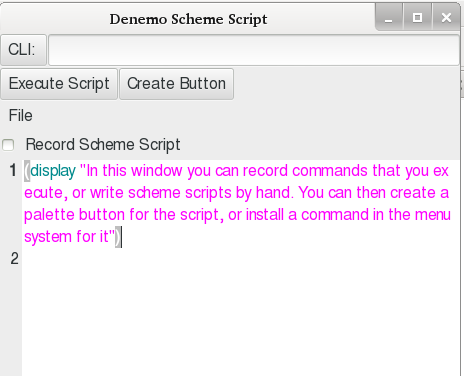 Denemo Scheme Script
CLI:
Execute Script Create Button
File
Record Scheme Script
1 (display "In this window you can record commands that you ex
ecute, or write scheme scripts by hand. You can then create a
palette button for the script, or install a command in the menu
system for it")
2